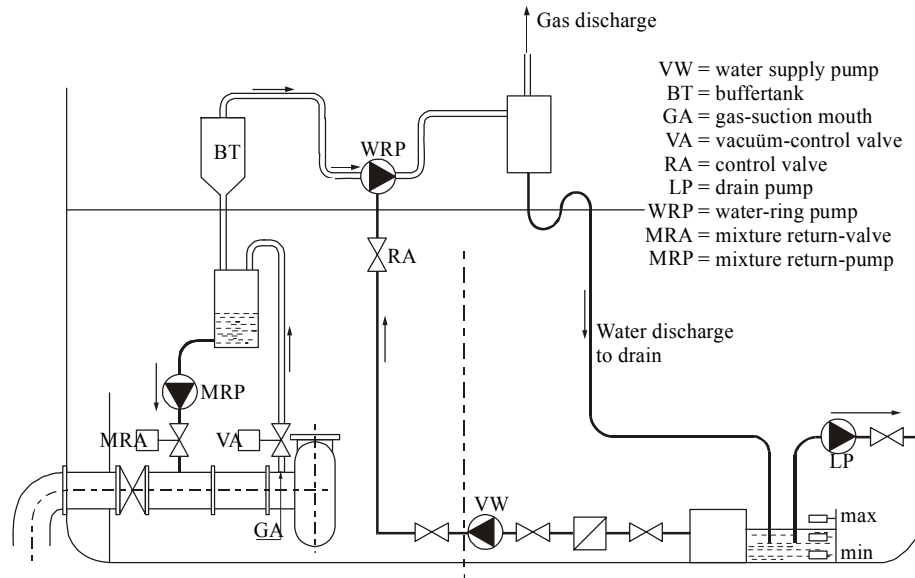 Gas discharge
VW = water supply pump
BT = buffertank
GA = gas-suction mouth
VA = vacuüm-control valve
RA = control valve
LP = drain pump
WRP = water-ring pump
MRA = mixture return-valve
MRP = mixture return-pump
BT
WRP
RA
Water discharge
to drain
MRP
MRA
VA
LP
GA
VW
max
min